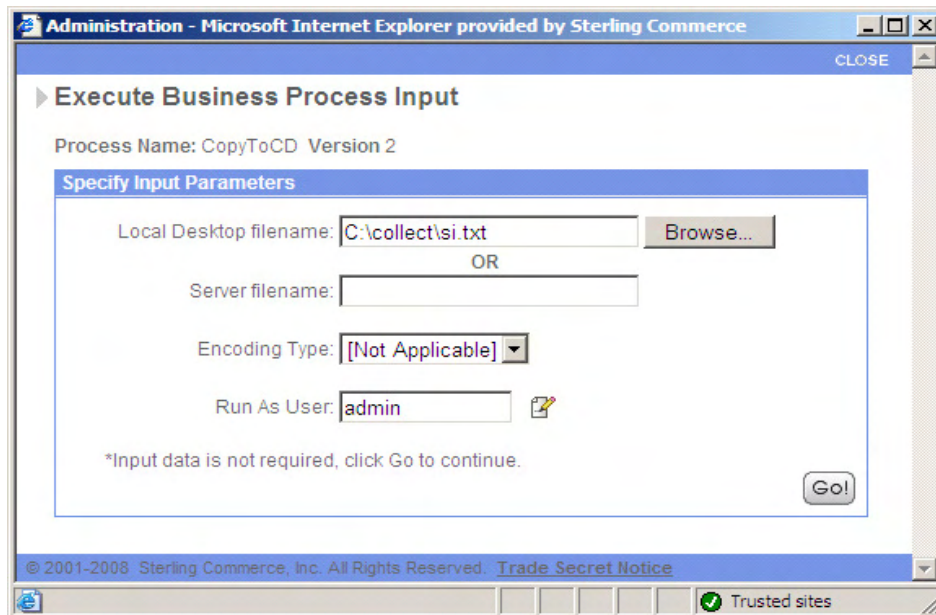 Administration - Microsoft Internet Explorer provided by Sterling Commerce
CLOSE
Execute Business Process Input
Process Name: CopyToCD Version 2
Specify Input Parameters
Local Desktop filename: C:\collect\si.txt Browse...
OR
Server filename:
Encoding Type: [Not Applicable]
Run As User: admin
*Input data is not required, click Go to continue.
Go!
© 2001-2008 Sterling Commerce, Inc. All Rights Reserved. Trade Secret Notice
Trusted sites